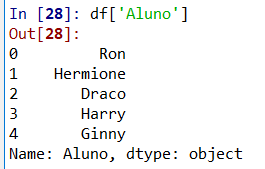 In [28]: df['Aluno']
Out[28]:
0 Ron
1 Hermione
2 Draco
3 Harry
4 Ginny
Name: Aluno, dtype: object